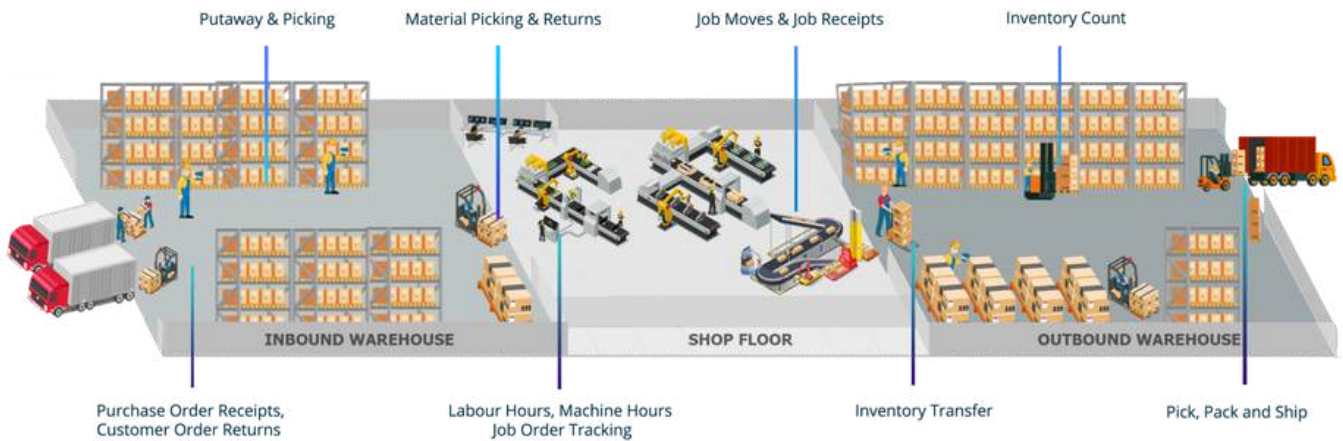 Putaway & Picking
Material Picking & Returns
Job Moves & Job Receipts
Inventory Count
INBOUND WAREHOUSE
SHOP FLOOR
OUTBOUND WAREHOUSE
Purchase Order Receipts,
Customer Order Returns
Labour Hours, Machine Hours
Job Order Tracking
Inventory Transfer
Pick, Pack and Ship